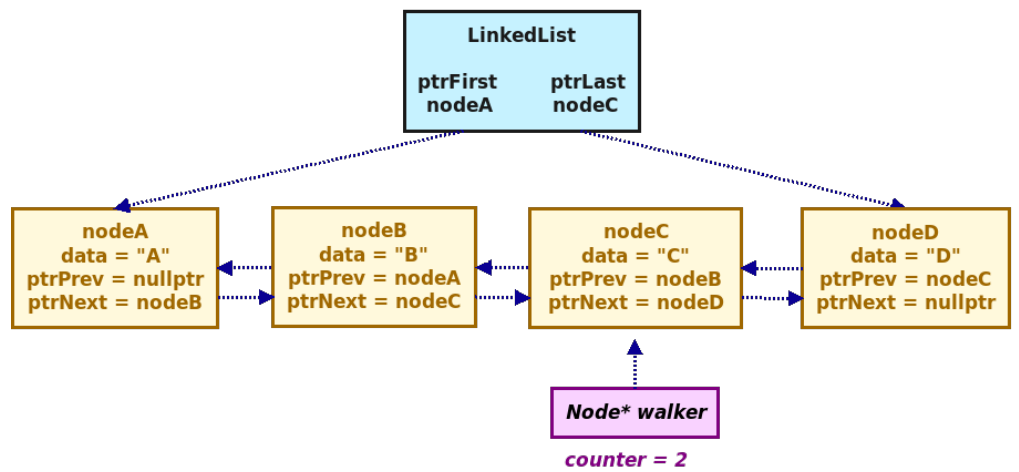 LinkedList
ptrFirst ptrLast
nodeA nodeC
nodeA
data = "A"
ptrPrev = nullptr
ptrNext = nodeB
nodeB
data = "B"
ptrPrev = nodeA
ptrNext = nodeC
nodeC
data = "C"
ptrPrev = nodeB
ptrNext = nodeD
nodeD
data = "D"
ptrPrev = nodeC
ptrNext = nullptr
Node* walker
counter = 2